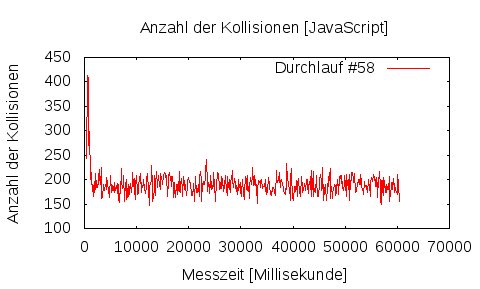 Anzahl der Kollisionen [JavaScript]
Durchlauf #58
Anzahl der Kollisionen
450
400
350
300
250
200
150
100
0 10000 20000 30000 40000 50000 60000 70000
Messzeit [Millisekunde]